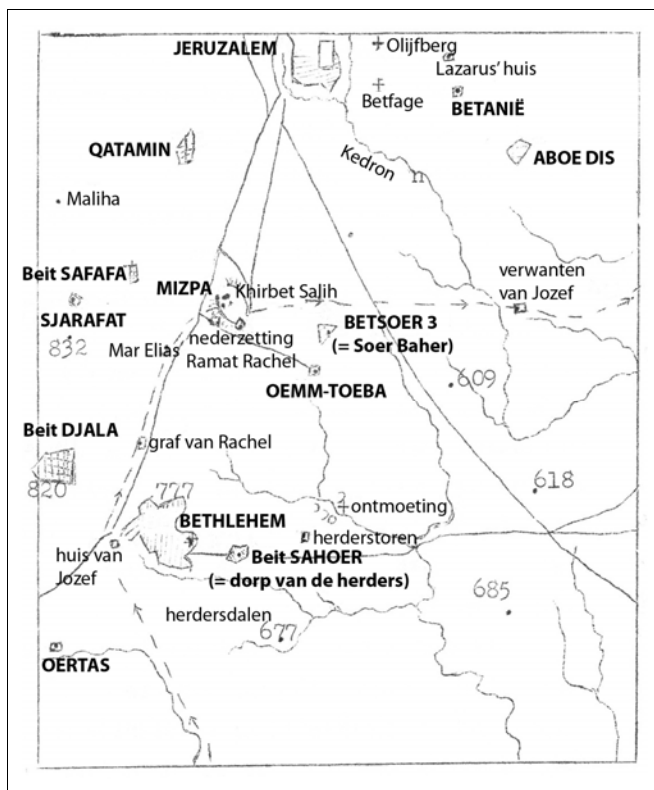 JERUZALEM
Olijfberg
Lazarus' huis
Betfage
BETANIË
QATAMIN
Kedron
ABOE DIS
Maliha
Beit SAFAFA
MIZPA
Khirbet Salih
verwanten
van Jozef
SJARAFAT
832
Mar Elias
nederzetting
Ramat Rachel
BETSOER 3
(= Soer Baher)
OEMM-TOEBA
609
Beit DJALA
820
graf van Rachel
777
618
ontmoeting
BETHLEHEM
herderstoren
huis van
Jozef
Beit SAHOER
(= dorp van de herders)
herdersdalen
677
685
OERTAS